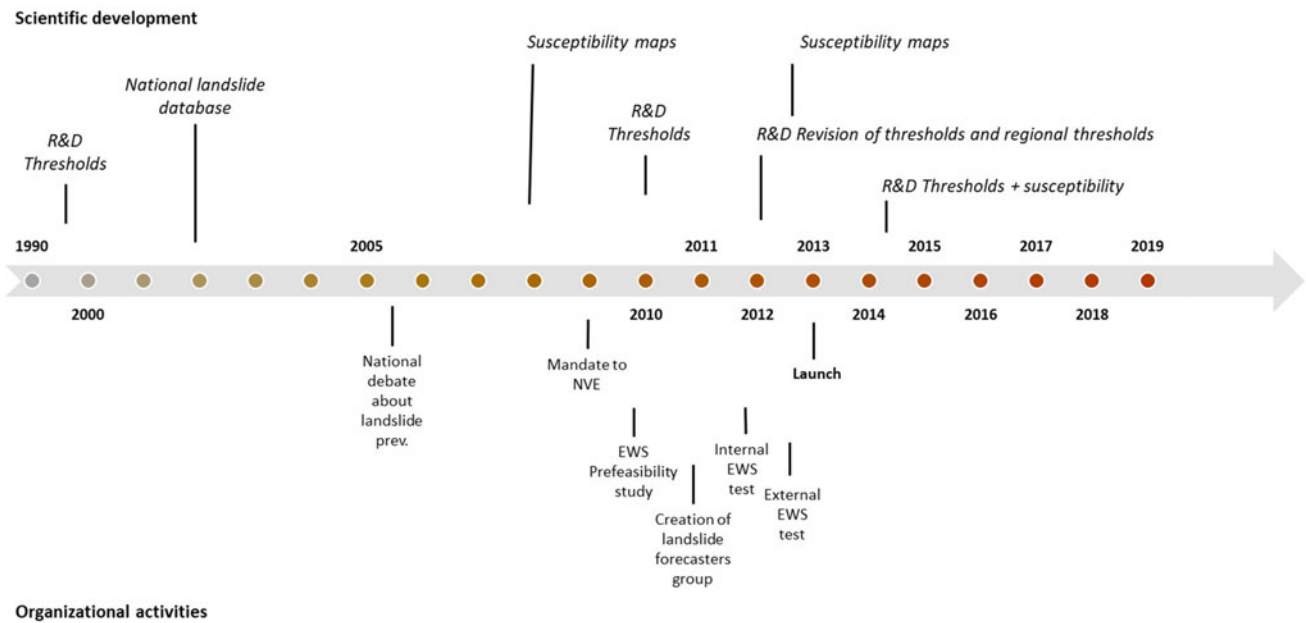 Scientific development
Susceptibility maps
Susceptibility maps
National landslide
database
R&D
Thresholds
R&D
Thresholds
R&D Revision of thresholds and regional thresholds
R&D Thresholds + susceptibility
1990
2005
2011
2013
2015
2017
2019
2000
2010
2012
2014
2016
2018
National
debate
about
landslide
prev.
Mandate to
NVE
Launch
EWS
Prefeasibility
study
Internal
EWS
test
External
EWS
test
Creation of
landslide
forecasters
group
Organizational activities